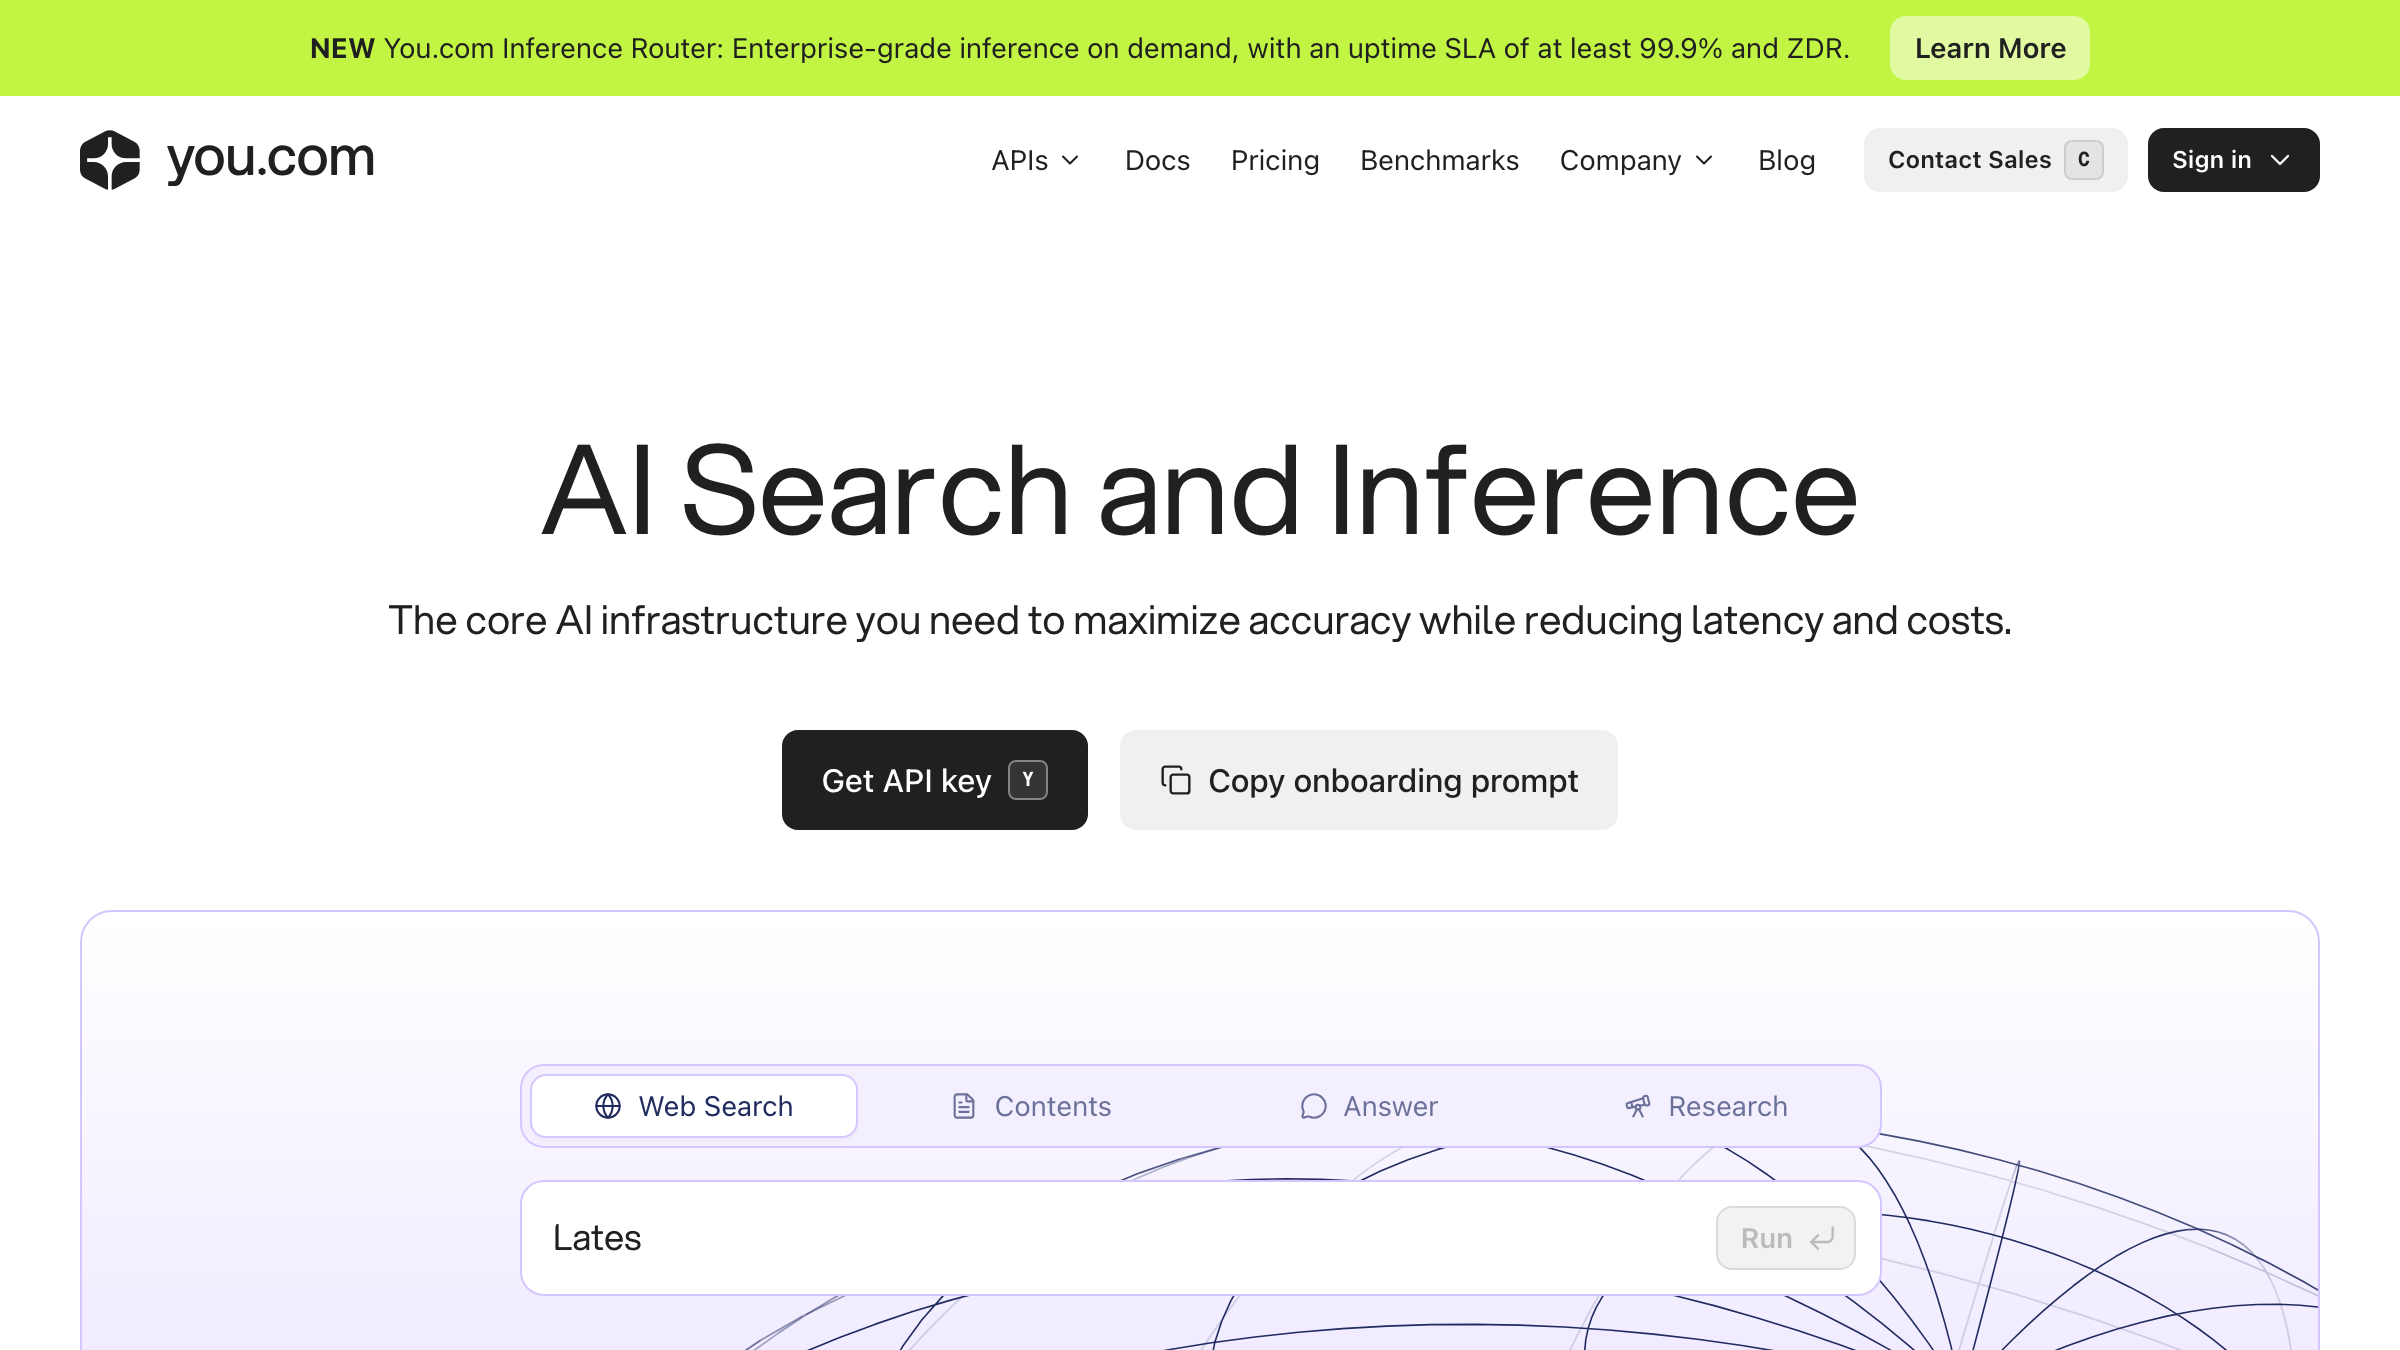 NEW You.com Inference Router: Enterprise-grade inference on demand, with an uptime SLA of at least 99.9% and ZDR. Learn More
you.com APIs Docs Pricing Benchmarks Company Blog Contact Sales C Sign in
AI Search and Inference
The core AI infrastructure you need to maximize accuracy while reducing latency and costs.
Get API key Y Copy onboarding prompt
Web Search Contents Answer Research
Lates Run